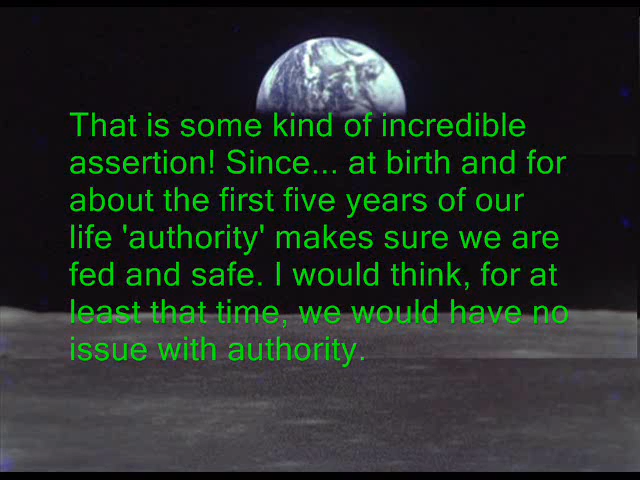 That is some kind of incredible
assertion! Since... at birth and for
about the first five years of our
life 'authority' makes sure we are
fed and safe. I would think, for at
least that time, we would have no
issue with authority.